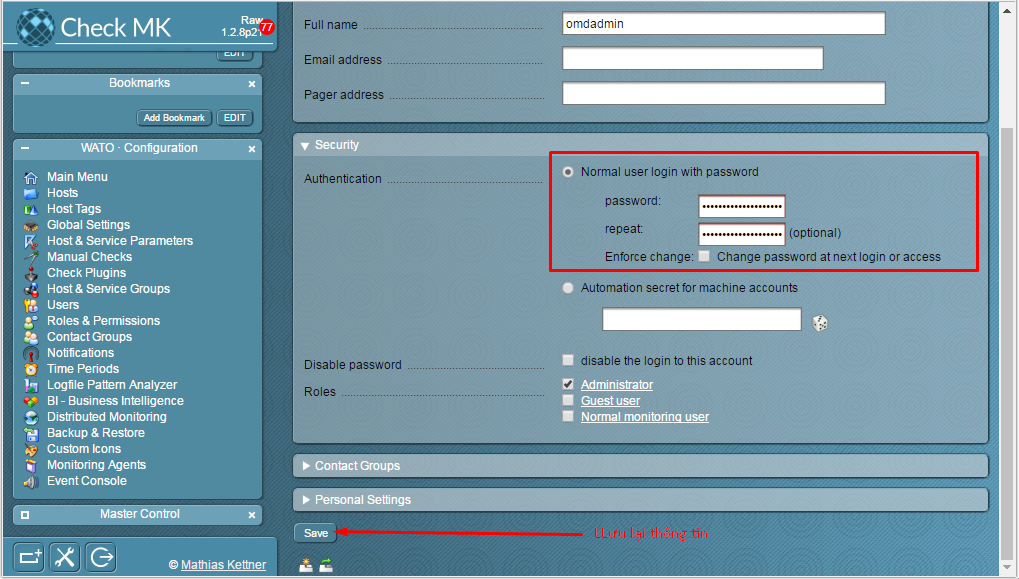 Check MK
Raw
1.2.8p21
77
EDIT
Bookmarks
Add Bookmark
EDIT
WATO · Configuration
Main Menu
Hosts
Host Tags
Global Settings
Host & Service Parameters
Manual Checks
Check Plugins
Host & Service Groups
Users
Roles & Permissions
Contact Groups
Notifications
Time Periods
Logfile Pattern Analyzer
BI - Business Intelligence
Distributed Monitoring
Backup & Restore
Custom Icons
Monitoring Agents
Event Console
Master Control
© Mathias Kettner
Full name
omdadmin
Email address
Pager address
Security
Authentication
Normal user login with password
password:
repeat: (optional)
Enforce change: Change password at next login or access
Automation secret for machine accounts
Disable password disable the login to this account
Roles Administrator
Guest user
Normal monitoring user
Contact Groups
Personal Settings
Save
lại thông tin